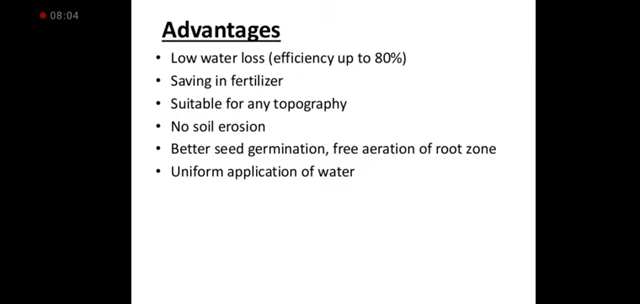 08:04
Advantages
• Low water loss (efficiency up to 80%)
• Saving in fertilizer
• Suitable for any topography
• No soil erosion
• Better seed germination, free aeration of root zone
• Uniform application of water